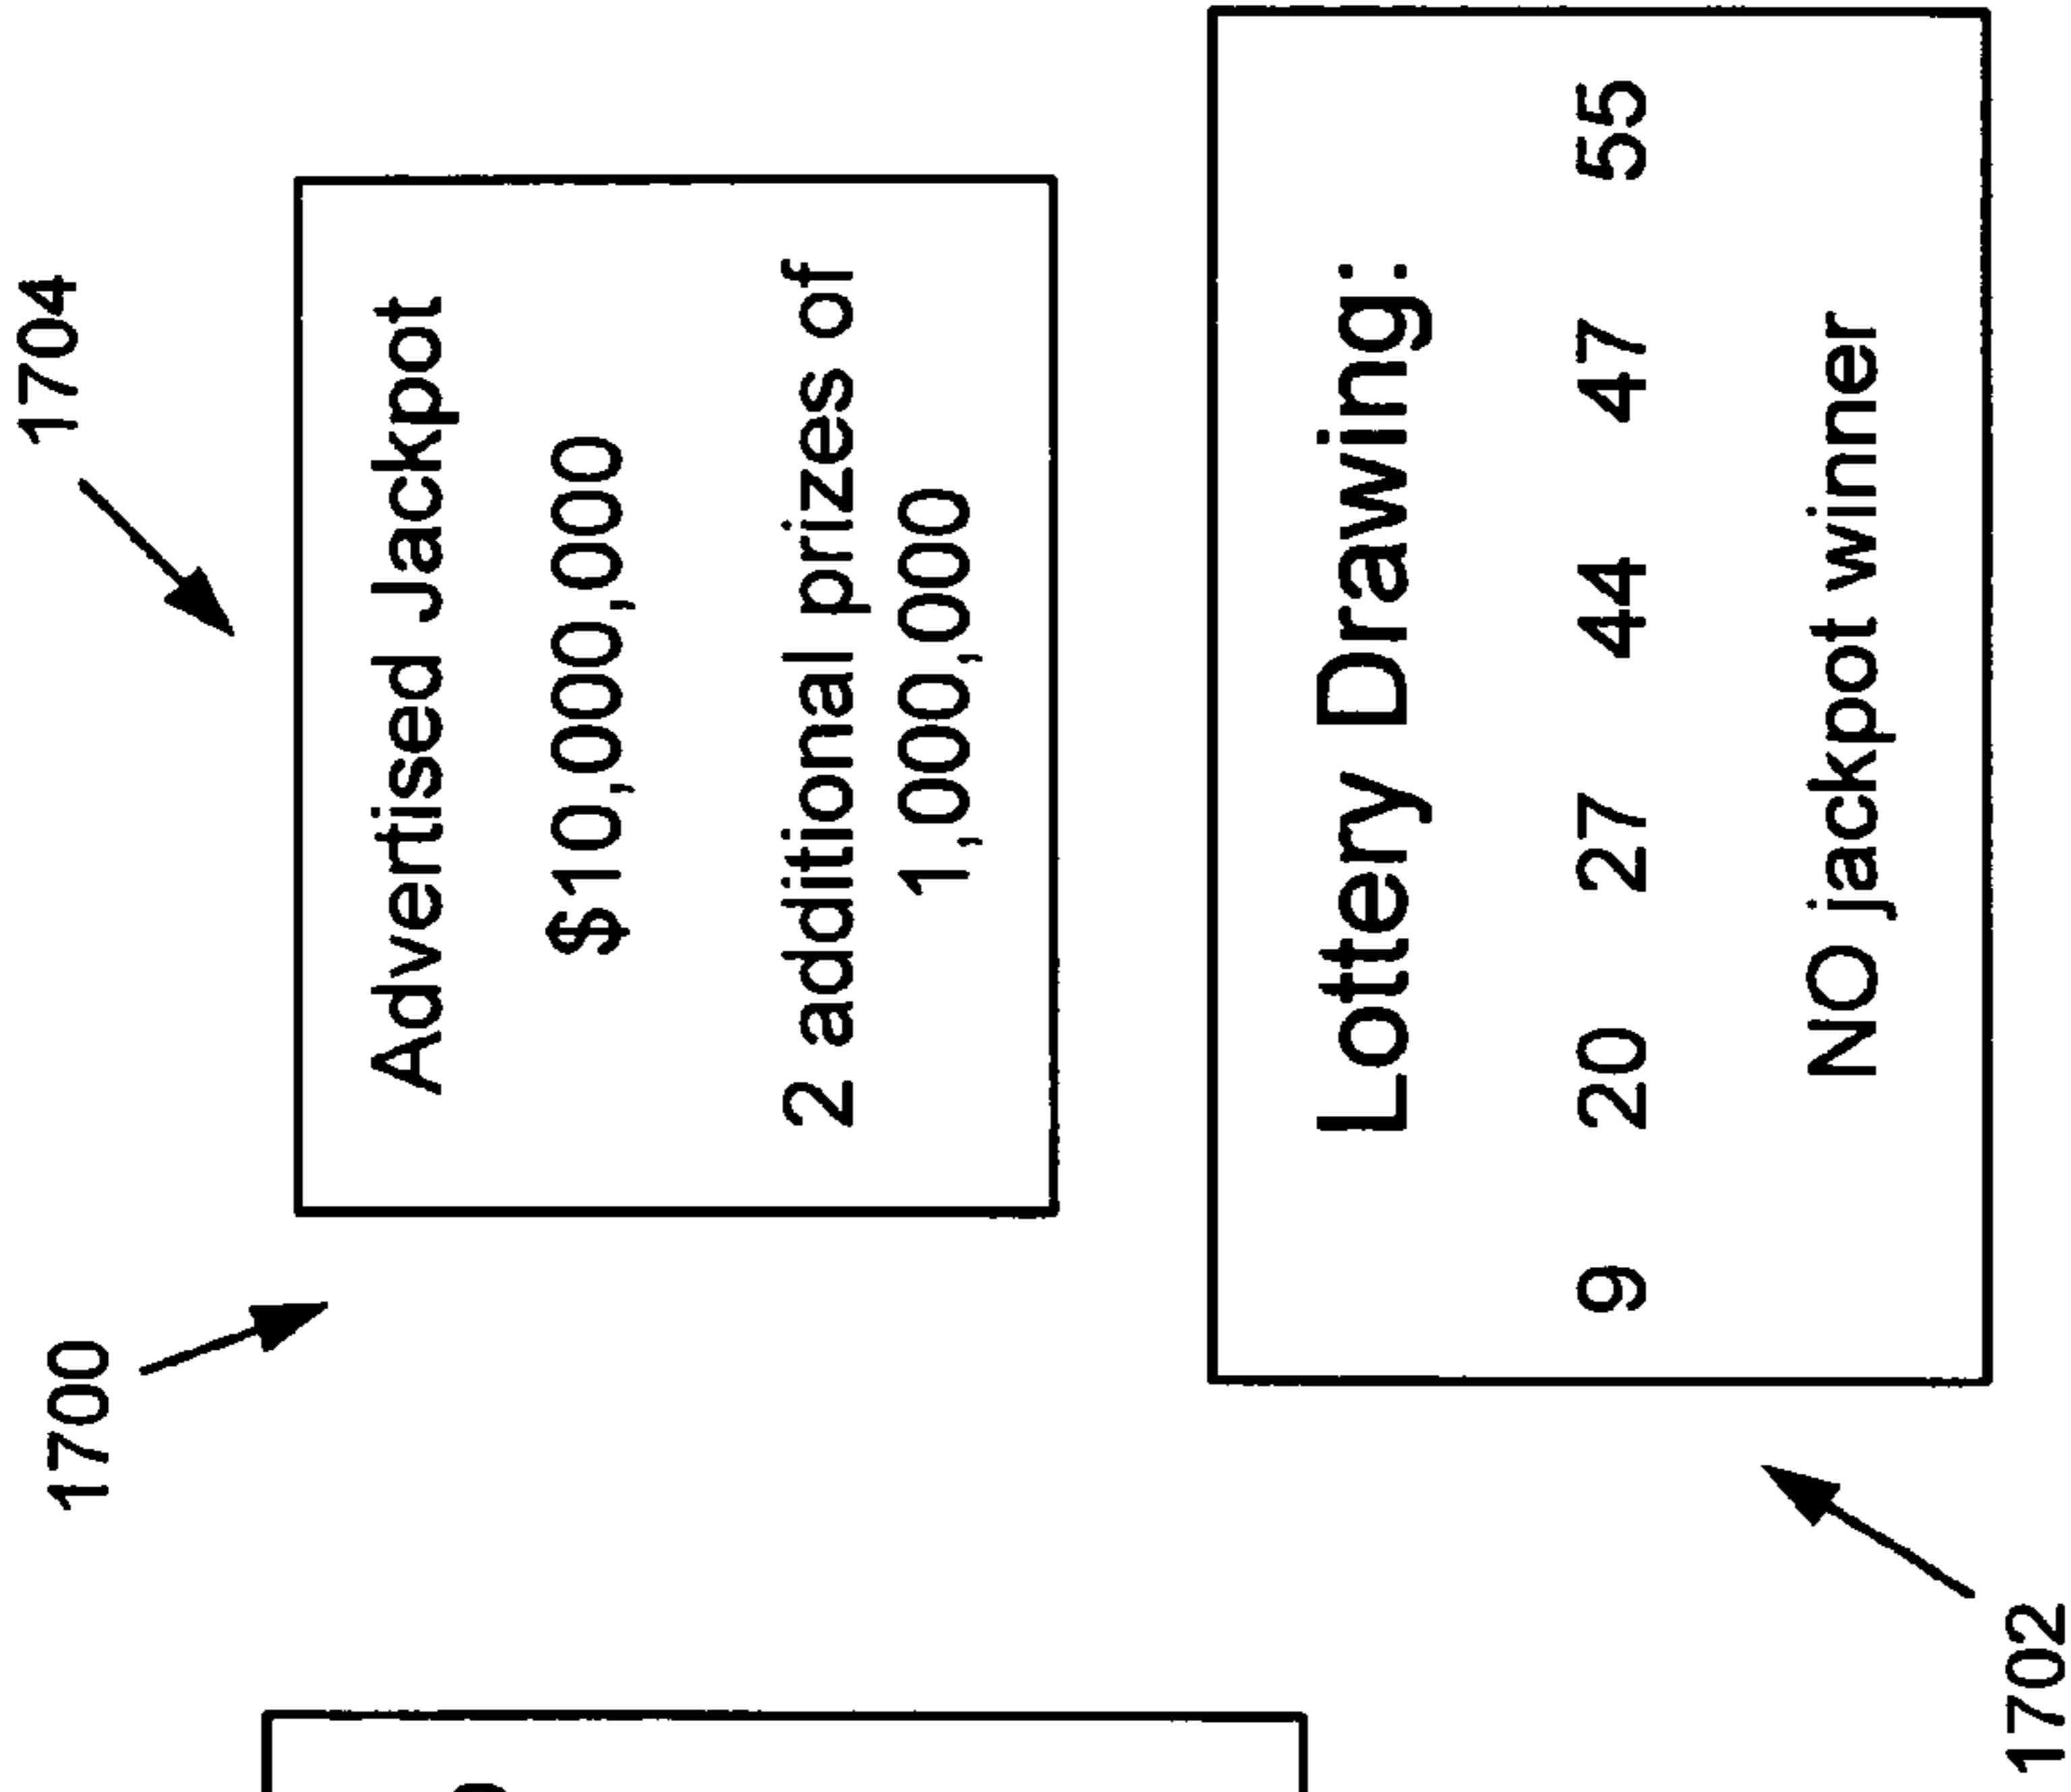 1700
1704
Advertised Jackpot
$10,000,000
2 additional prizes of
1,000,000
Lottery Drawing:
9 20 27 44 47 55
NO jackpot winner
1702